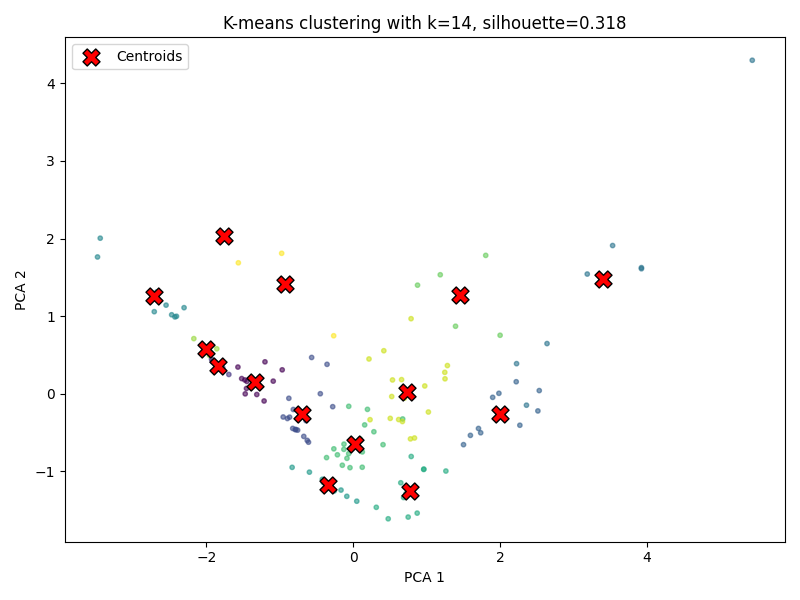 K-means clustering with k=14, silhouette=0.318
Centroids
4
3
2
1
0
−1
PCA 2
−2
0
2
4
PCA 1